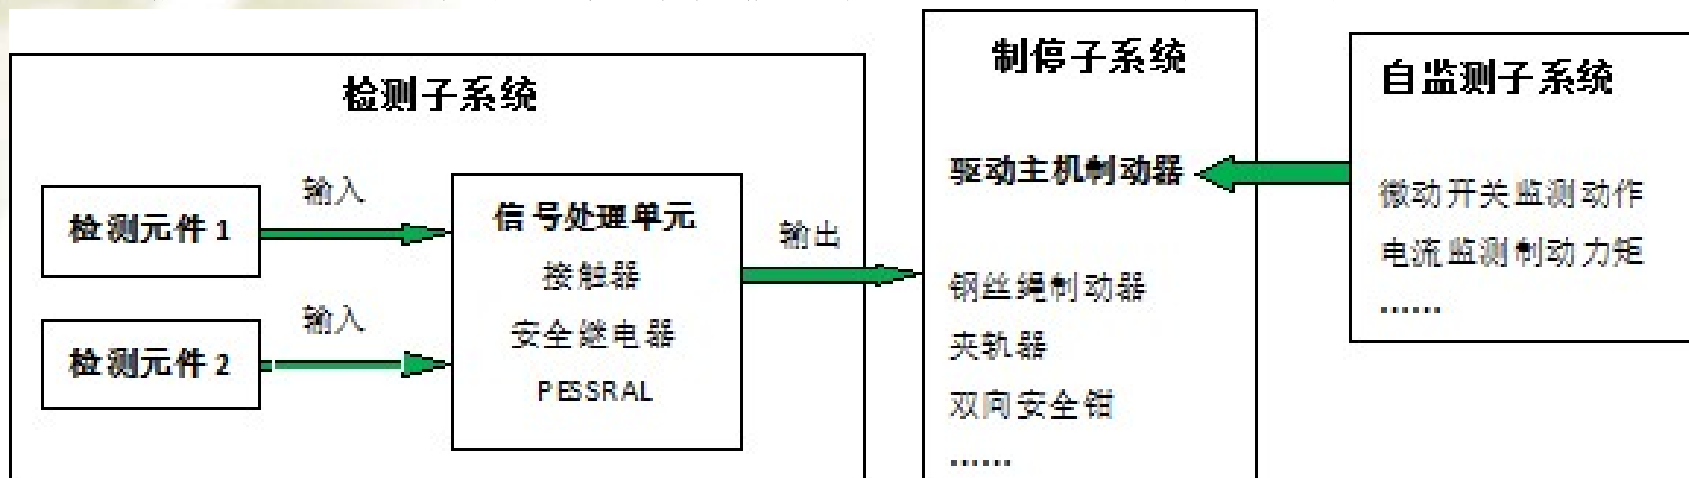 检测子系统
检测元件 1
输入
检测元件 2
输入
信号处理单元
接触器
安全继电器
PESSRAL
输出
制停子系统
驱动主机制动器
钢丝绳制动器
夹轨器
双向安全钳
……
自监测子系统
微动开关监测动作
电流监测制动力矩
……